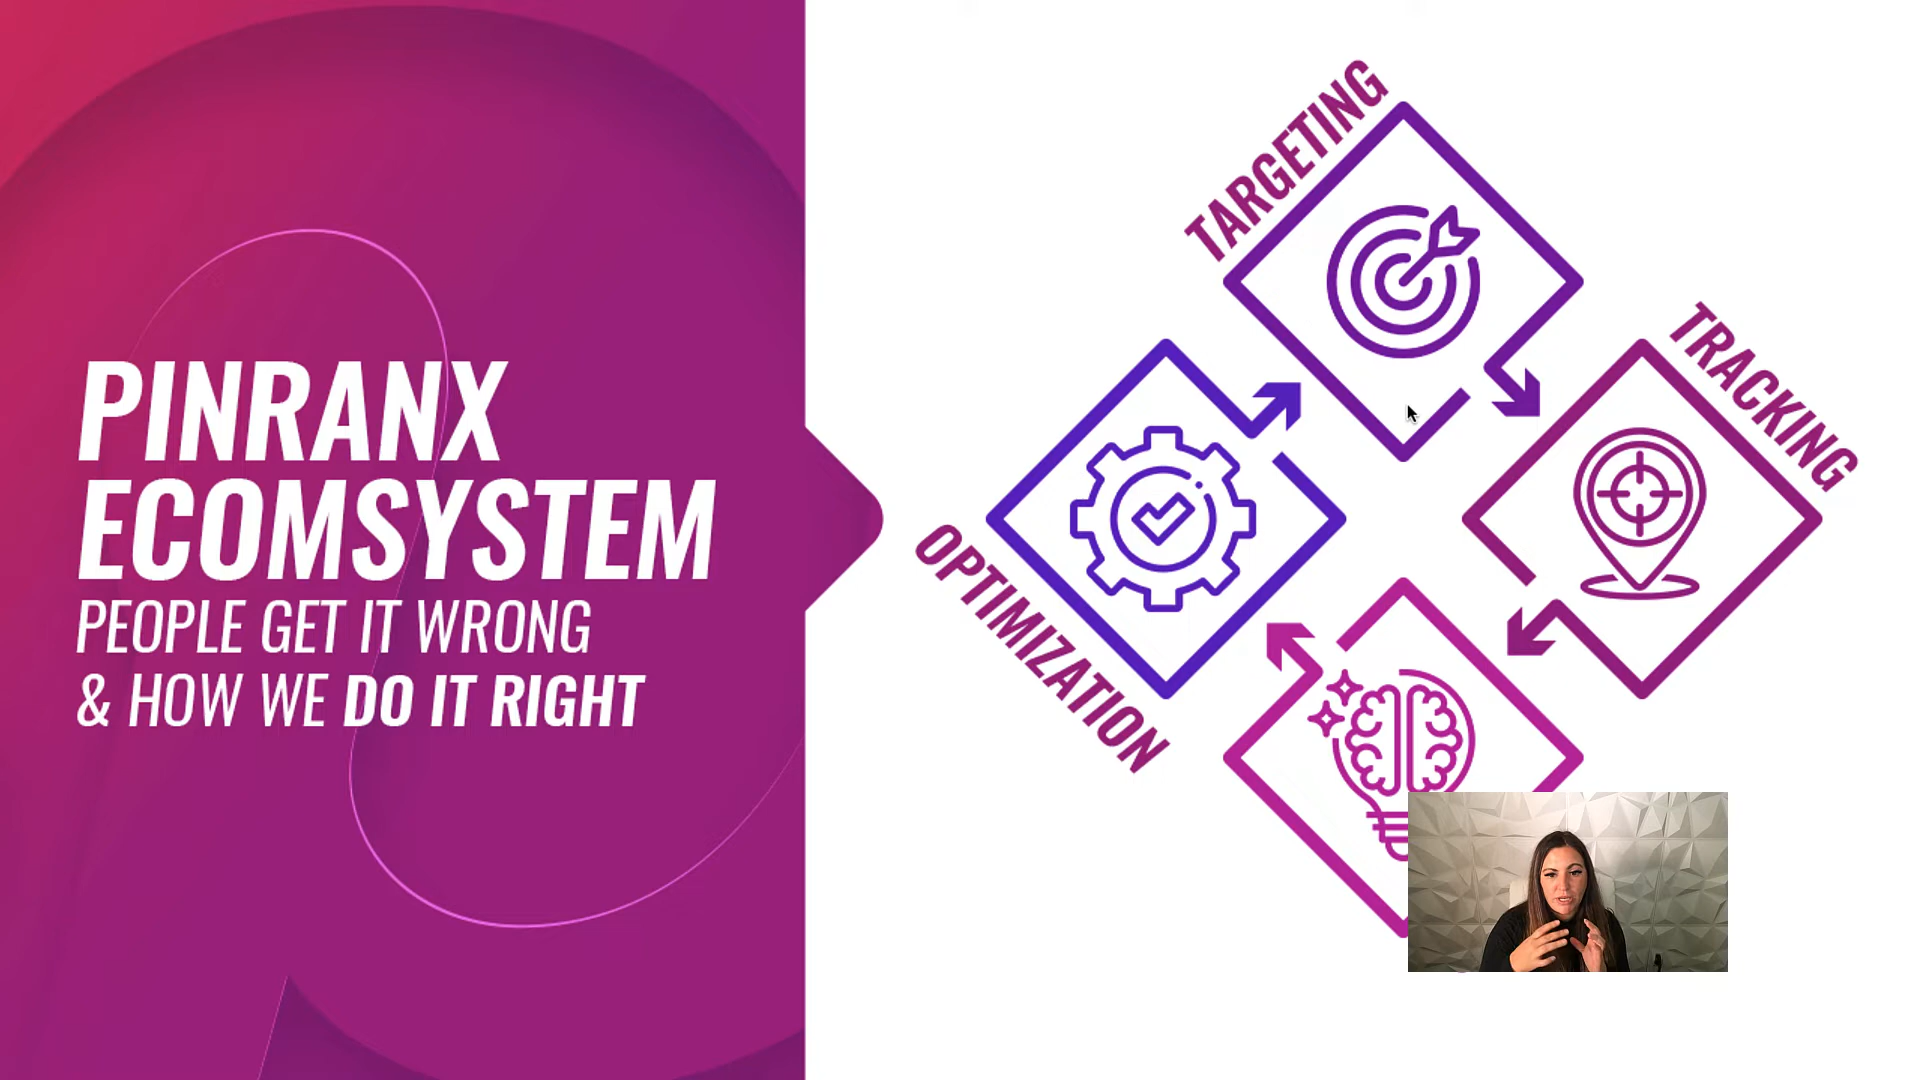 PINRANX
ECOMSYSTEM
PEOPLE GET IT WRONG
& HOW WE DO IT RIGHT
TARGETING
TRACKING
OPTIMIZATION